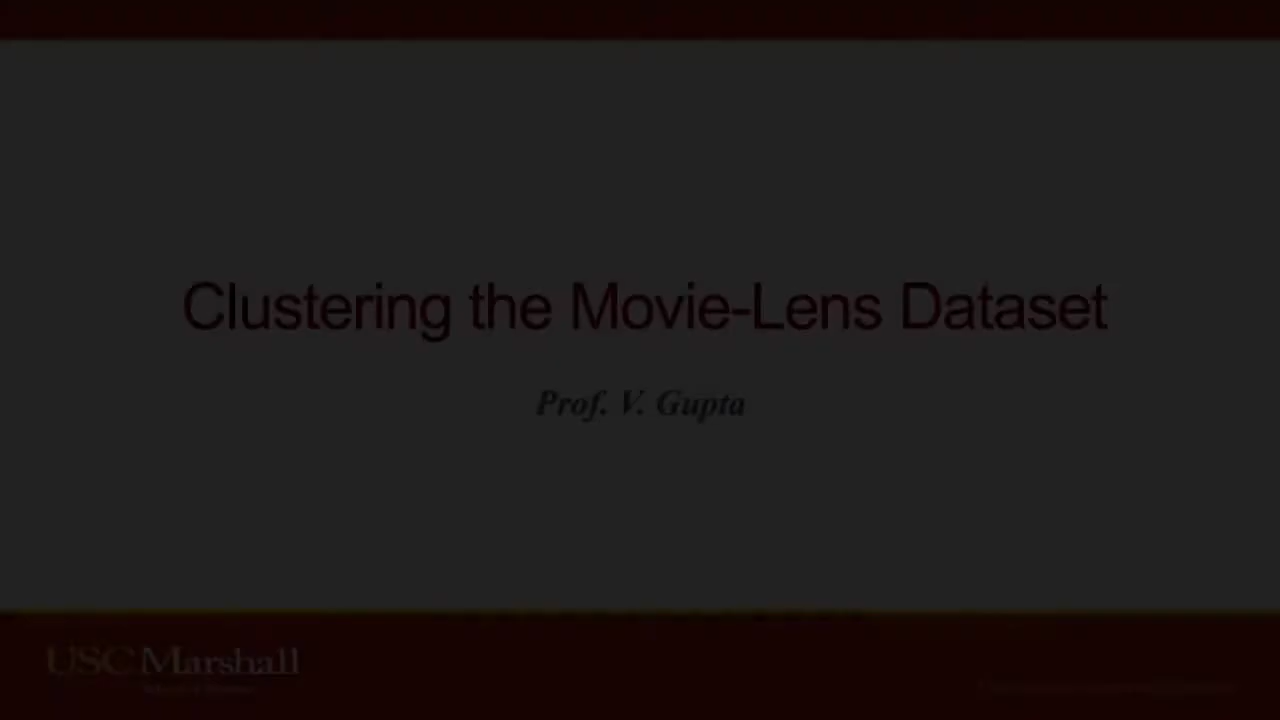 Clustering the Movie-Lens Dataset
Prof. V. Gupta
USC Marshall